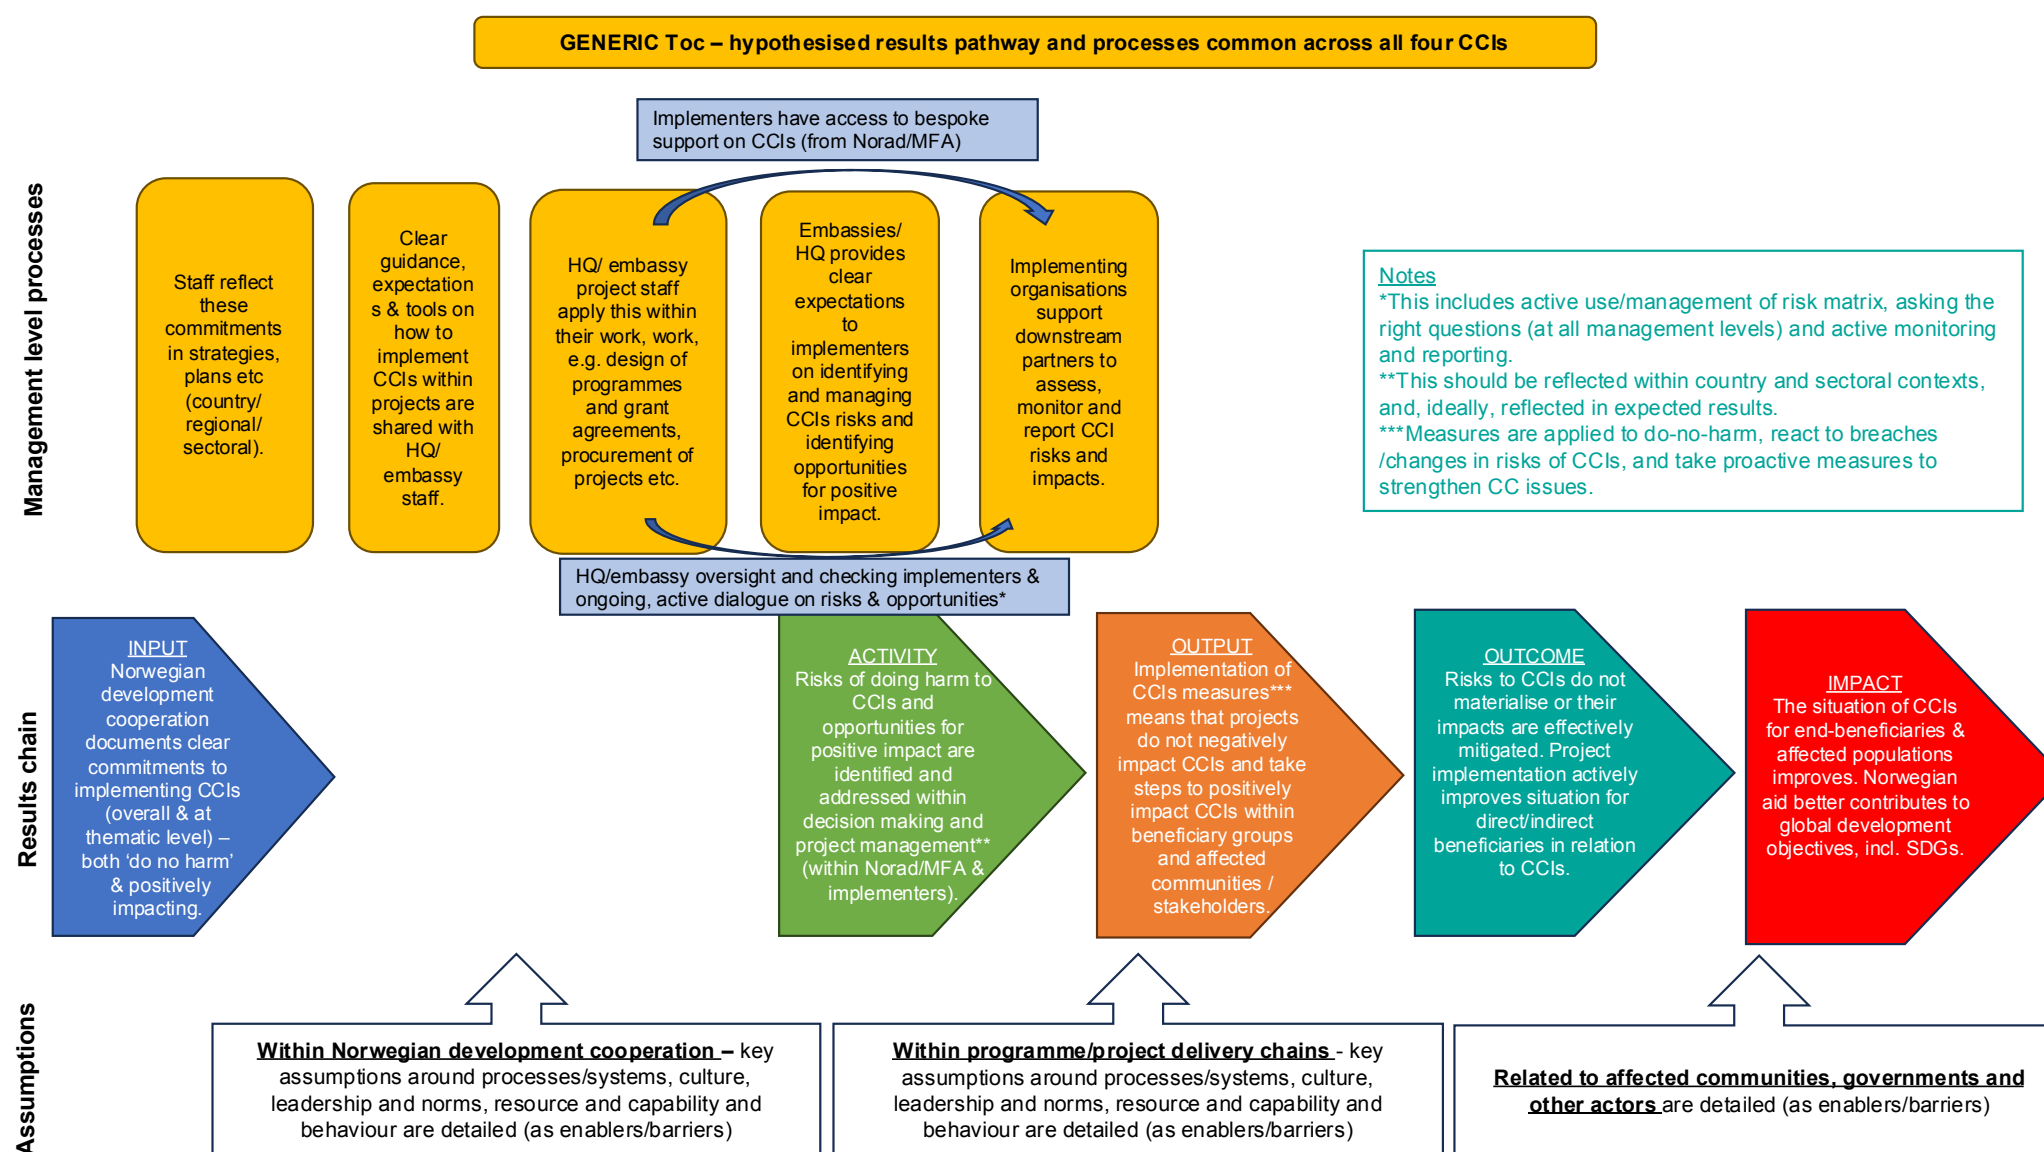 GENERIC Toc – hypothesised results pathway and processes common across all four CCIs
Implementers have access to bespoke
support on CCIs (from Norad/MFA)
Management level processes
Staff reflect
these
commitments
in strategies,
plans etc
(country/
regional/
sectoral).
Clear
guidance,
expectation
s & tools on
how to
implement
CCIs within
projects are
shared with
HQ/
embassy
staff.
HQ/ embassy
project staff
apply this within
their work, work,
e.g. design of
programmes
and grant
agreements,
procurement of
projects etc.
Embassies/
HQ provides
clear
expectations
to
implementers
on identifying
and managing
CCIs risks and
identifying
opportunities
for positive
impact.
Implementing
organisations
support
downstream
partners to
assess,
monitor and
report CCI
risks and
impacts.
Notes
*This includes active use/management of risk matrix, asking the
right questions (at all management levels) and active monitoring
and reporting.
**This should be reflected within country and sectoral contexts,
and, ideally, reflected in expected results.
***Measures are applied to do-no-harm, react to breaches
/changes in risks of CCIs, and take proactive measures to
strengthen CC issues.
HQ/embassy oversight and checking implementers &
ongoing, active dialogue on risks & opportunities*
Results chain
INPUT
Norwegian
development
cooperation
documents clear
commitments to
implementing CCIs
(overall & at
thematic level) –
both ‘do no harm’
& positively
impacting.
ACTIVITY
Risks of doing harm to
CCIs and
opportunities for
positive impact are
identified and
addressed within
decision making and
project management**
(within Norad/MFA &
implementers).
OUTPUT
Implementation of
CCIs measures***
means that projects
do not negatively
impact CCIs and take
steps to positively
impact CCIs within
beneficiary groups
and affected
communities /
stakeholders.
OUTCOME
Risks to CCIs do not
materialise or their
impacts are effectively
mitigated. Project
implementation actively
improves situation for
direct/indirect
beneficiaries in relation
to CCIs.
IMPACT
The situation of CCIs
for end-beneficiaries &
affected populations
improves. Norwegian
aid better contributes to
global development
objectives, incl. SDGs.
Assumptions
Within Norwegian development cooperation – key
assumptions around processes/systems, culture,
leadership and norms, resource and capability and
behaviour are detailed (as enablers/barriers)
Within programme/project delivery chains - key
assumptions around processes/systems, culture,
leadership and norms, resource and capability and
behaviour are detailed (as enablers/barriers)
Related to affected communities, governments and
other actors are detailed (as enablers/barriers)